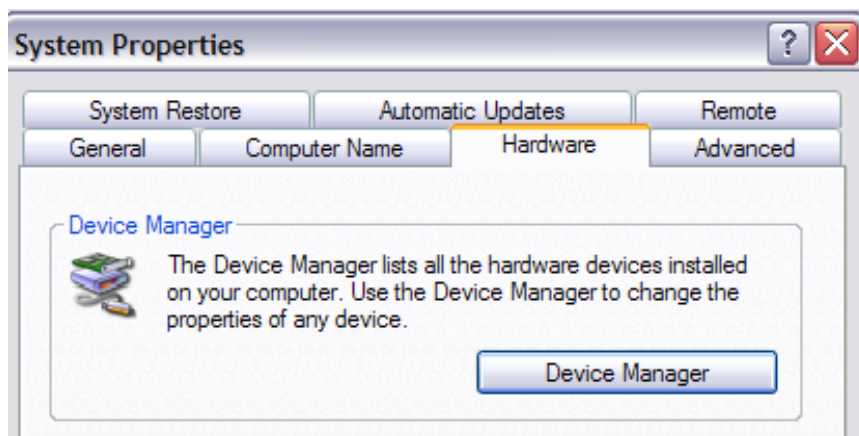 System Properties
System Restore Automatic Updates Remote
General Computer Name Hardware Advanced
Device Manager
The Device Manager lists all the hardware devices installed
on your computer. Use the Device Manager to change the
properties of any device.
Device Manager